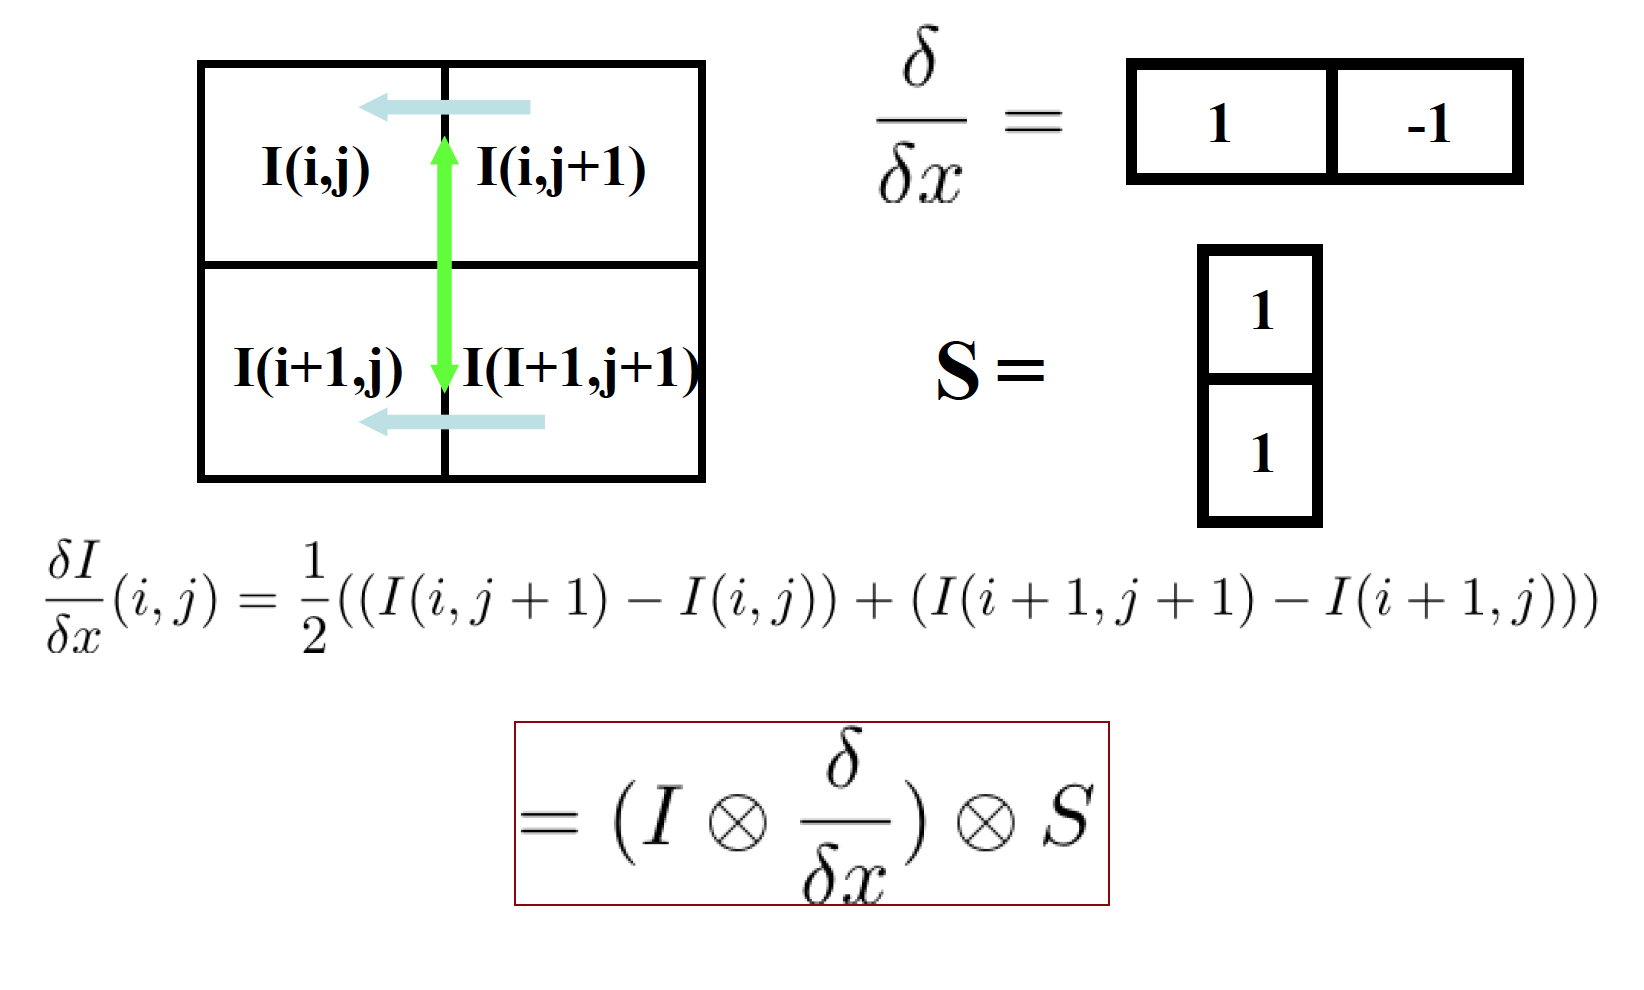 I(i,j) I(i,j+1)
I(i+1,j) I(I+1,j+1)
δ/δx = 1 -1
S = 1 1
δI/δx (i, j) = 1/2 ((I(i, j + 1) − I(i, j)) + (I(i + 1, j + 1) − I(i + 1, j)))
= (I ⊗ δ/δx) ⊗ S